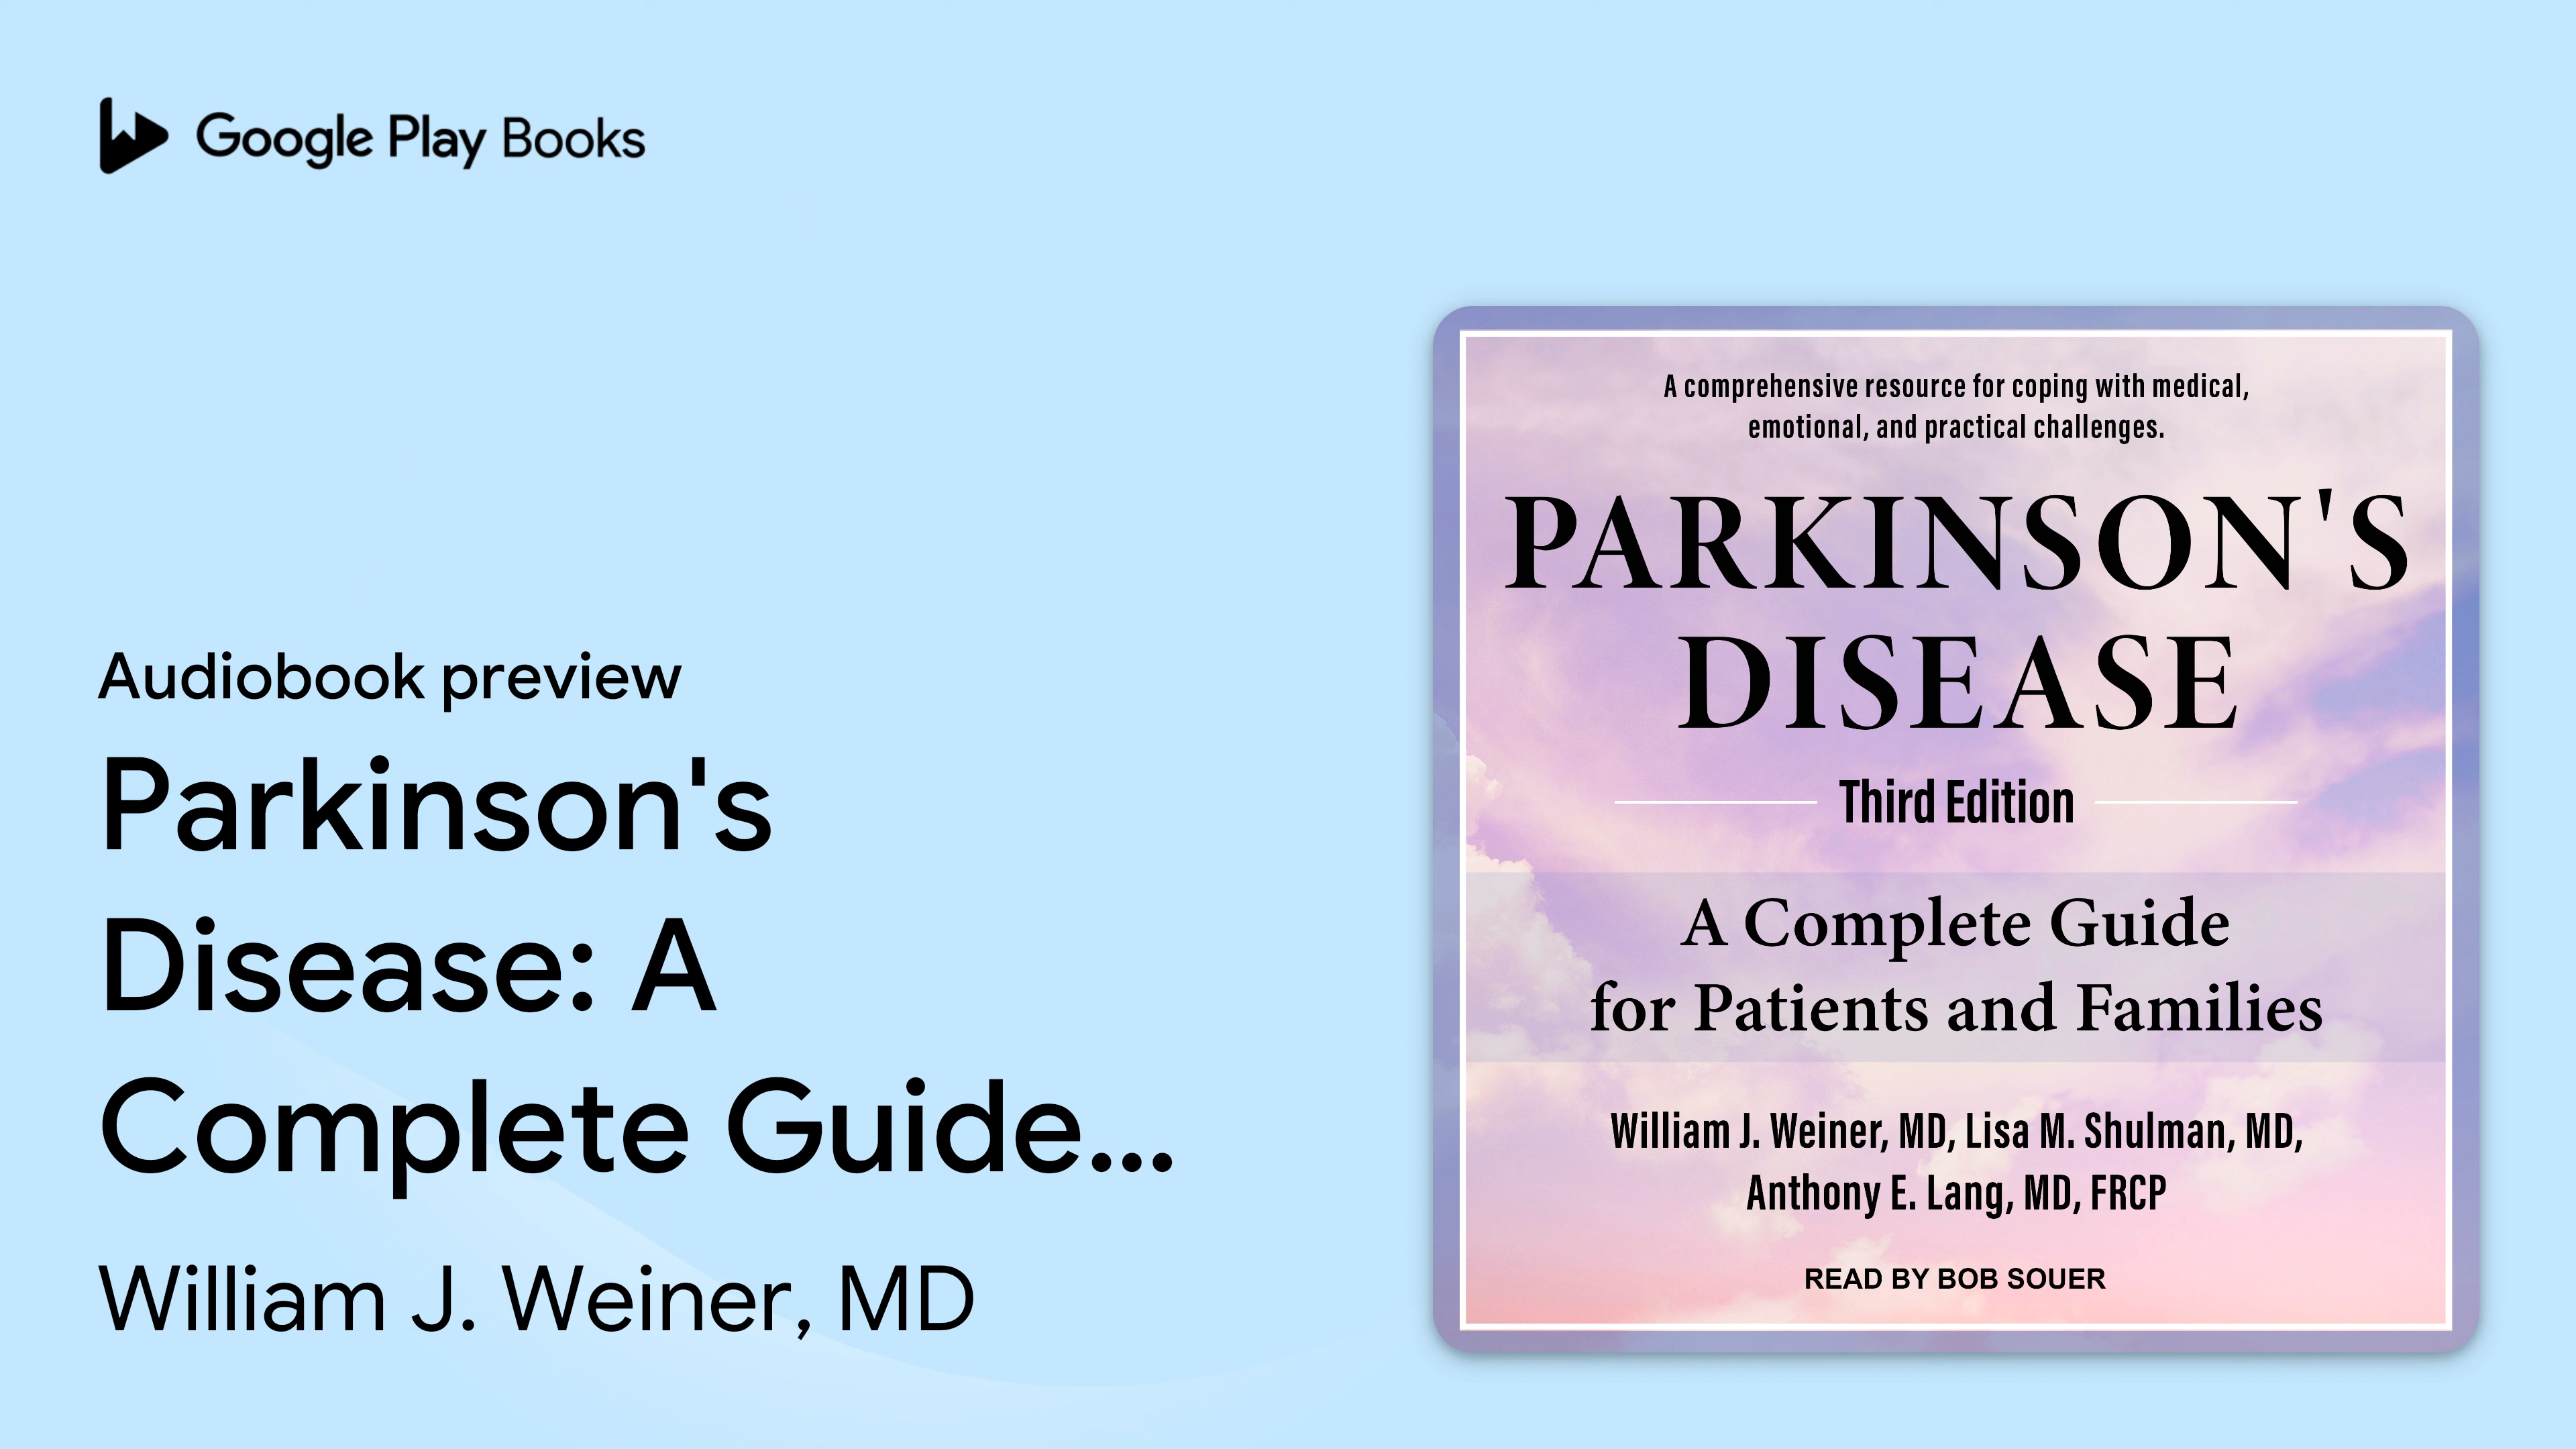 Google Play Books
Audiobook preview
Parkinson's
Disease: A
Complete Guide...
William J. Weiner, MD
A comprehensive resource for coping with medical,
emotional, and practical challenges.
PARKINSON'S
DISEASE
Third Edition
A Complete Guide
for Patients and Families
William J. Weiner, MD, Lisa M. Shulman, MD,
Anthony E. Lang, MD, FRCP
READ BY BOB SOUER